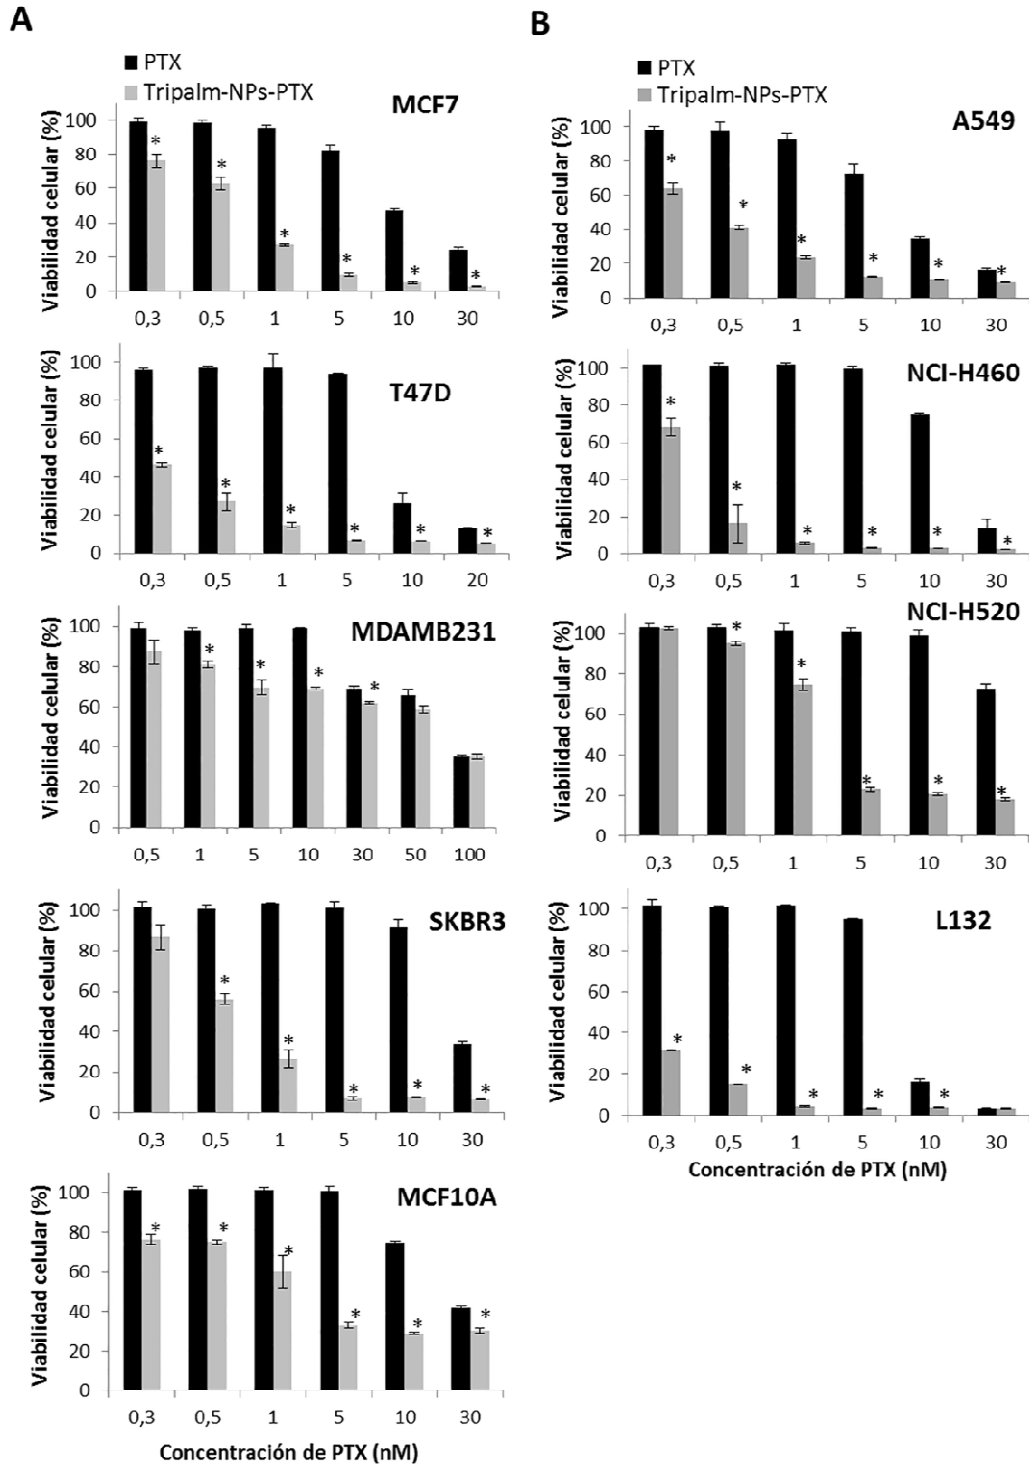 A
PTX
Tripalm-NPs-PTX
MCF7
Viabilidad celular (%)
100
80
60
40
20
0
*
*
*
*
*
*
0,3 0,5 1 5 10 30
T47D
Viabilidad celular (%)
100
80
60
40
20
0
*
*
*
*
*
*
0,3 0,5 1 5 10 20
MDAMB231
Viabilidad celular (%)
100
80
60
40
20
0
*
*
*
*
0,5 1 5 10 30 50 100
SKBR3
Viabilidad celular (%)
100
80
60
40
20
0
*
*
*
*
*
0,3 0,5 1 5 10 30
MCF10A
Viabilidad celular (%)
100
80
60
40
20
0
*
*
*
*
*
*
0,3 0,5 1 5 10 30
Concentración de PTX (nM)
B
PTX
Tripalm-NPs-PTX
A549
Viabilidad celular (%)
100
80
60
40
20
0
*
*
*
*
*
*
0,3 0,5 1 5 10 30
NCI-H460
Viabilidad celular (%)
100
80
60
40
20
0
*
*
*
*
*
*
0,3 0,5 1 5 10 30
NCI-H520
Viabilidad celular (%)
100
80
60
40
20
0
*
*
*
*
*
0,3 0,5 1 5 10 30
L132
Viabilidad celular (%)
100
80
60
40
20
0
*
*
*
*
*
0,3 0,5 1 5 10 30
Concentración de PTX (nM)